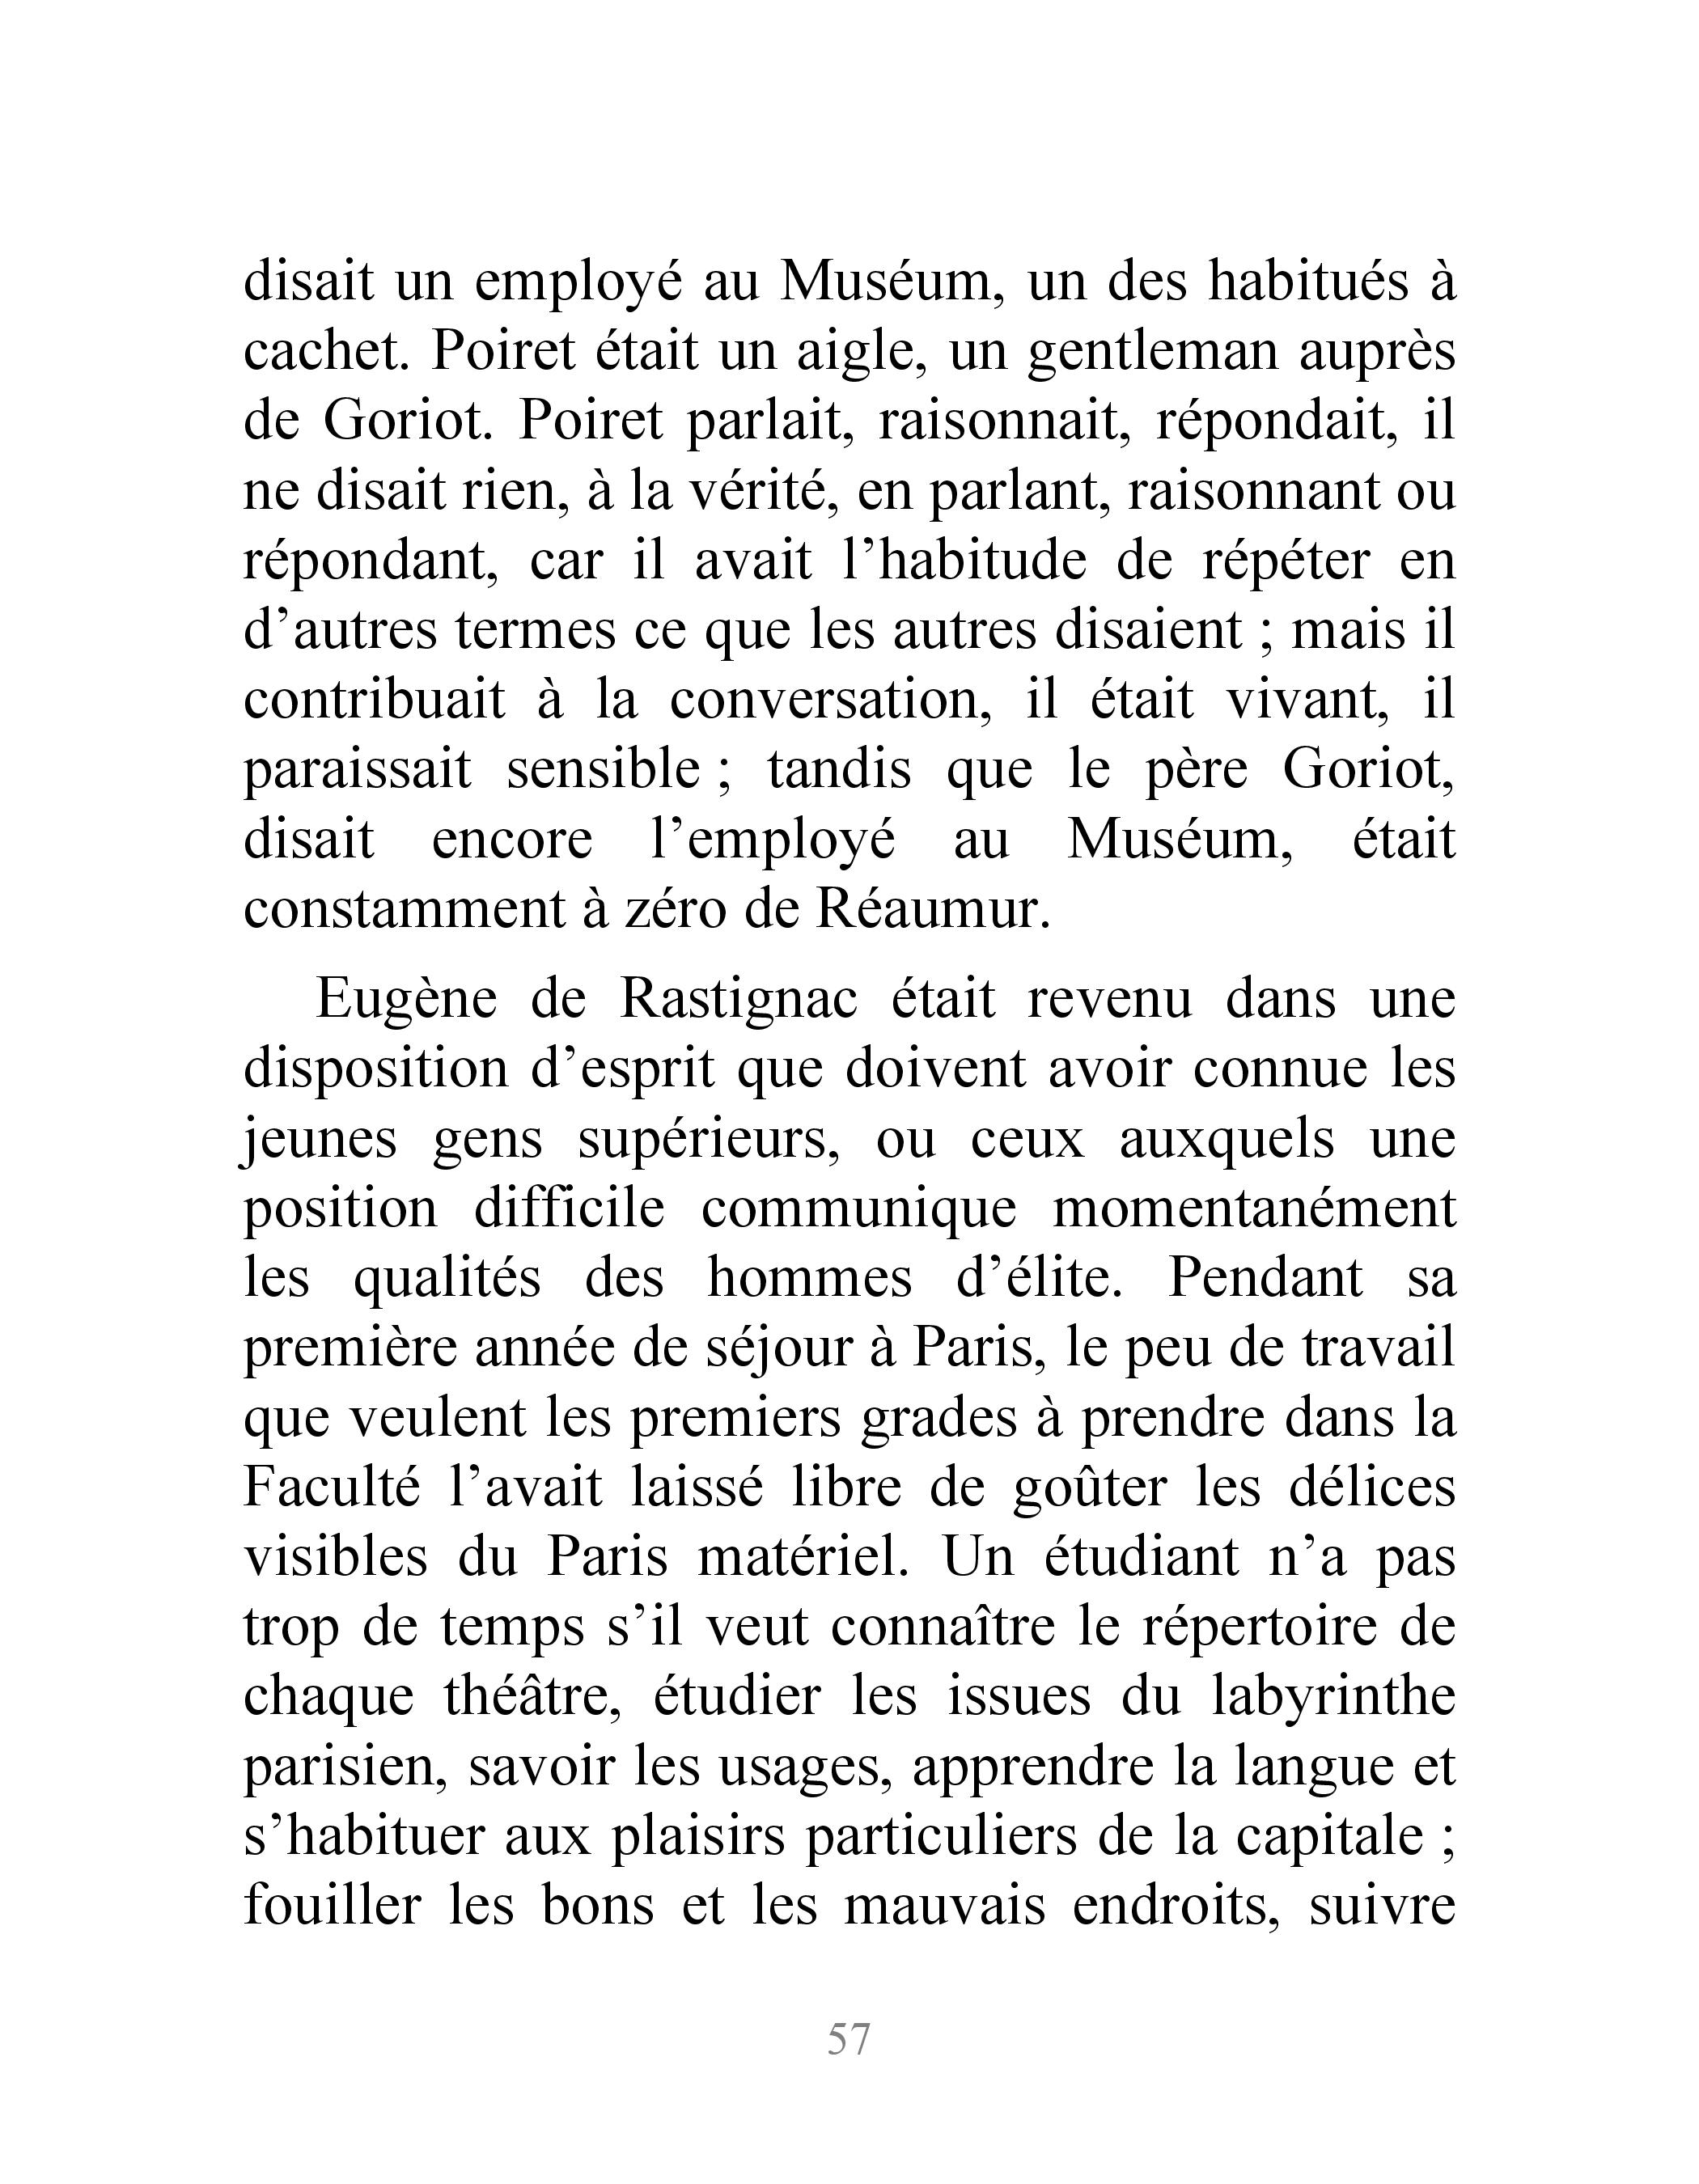 disait un employé au Muséum, un des habitués à
cachet. Poiret était un aigle, un gentleman auprès
de Goriot. Poiret parlait, raisonnait, répondait, il
ne disait rien, à la vérité, en parlant, raisonnant ou
répondant, car il avait l’habitude de répéter en
d’autres termes ce que les autres disaient ; mais il
contribuait à la conversation, il était vivant, il
paraissait sensible ; tandis que le père Goriot,
disait encore l’employé au Muséum, était
constamment à zéro de Réaumur.
Eugène de Rastignac était revenu dans une
disposition d’esprit que doivent avoir connue les
jeunes gens supérieurs, ou ceux auxquels une
position difficile communique momentanément
les qualités des hommes d’élite. Pendant sa
première année de séjour à Paris, le peu de travail
que veulent les premiers grades à prendre dans la
Faculté l’avait laissé libre de goûter les délices
visibles du Paris matériel. Un étudiant n’a pas
trop de temps s’il veut connaître le répertoire de
chaque théâtre, étudier les issues du labyrinthe
parisien, savoir les usages, apprendre la langue et
s’habituer aux plaisirs particuliers de la capitale ;
fouiller les bons et les mauvais endroits, suivre
57